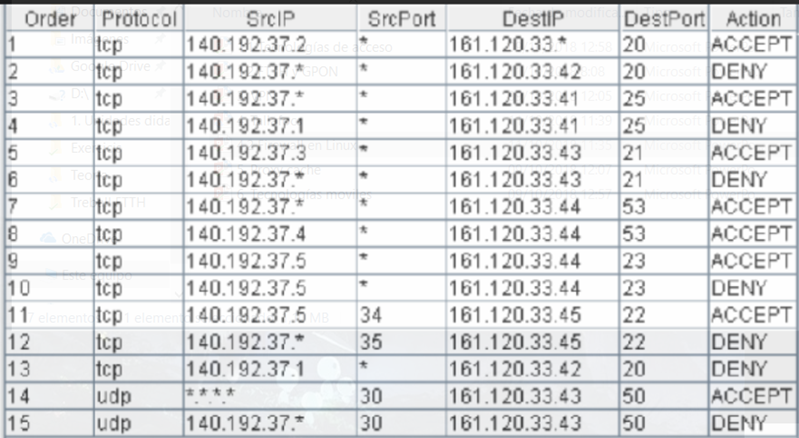 Order Protocol SrcIP SrcPort DestIP DestPort Action
1 tcp 140.192.37.2 * 161.120.33.* 20 ACCEPT
2 tcp 140.192.37.* * 161.120.33.42 20 DENY
3 tcp 140.192.37.* * 161.120.33.41 25 ACCEPT
4 tcp 140.192.37.1 * 161.120.33.41 25 DENY
5 tcp 140.192.37.3 * 161.120.33.43 21 ACCEPT
6 tcp 140.192.37.* * 161.120.33.43 21 DENY
7 tcp 140.192.37.* * 161.120.33.44 53 ACCEPT
8 tcp 140.192.37.4 * 161.120.33.44 53 ACCEPT
9 tcp 140.192.37.5 * 161.120.33.44 23 ACCEPT
10 tcp 140.192.37.5 * 161.120.33.44 23 DENY
11 tcp 140.192.37.5 34 161.120.33.45 22 ACCEPT
12 tcp 140.192.37.* 35 161.120.33.45 22 DENY
13 tcp 140.192.37.1 * 161.120.33.42 20 DENY
14 udp *.*.*.* 30 161.120.33.43 50 ACCEPT
15 udp 140.192.37.* 30 161.120.33.43 50 DENY